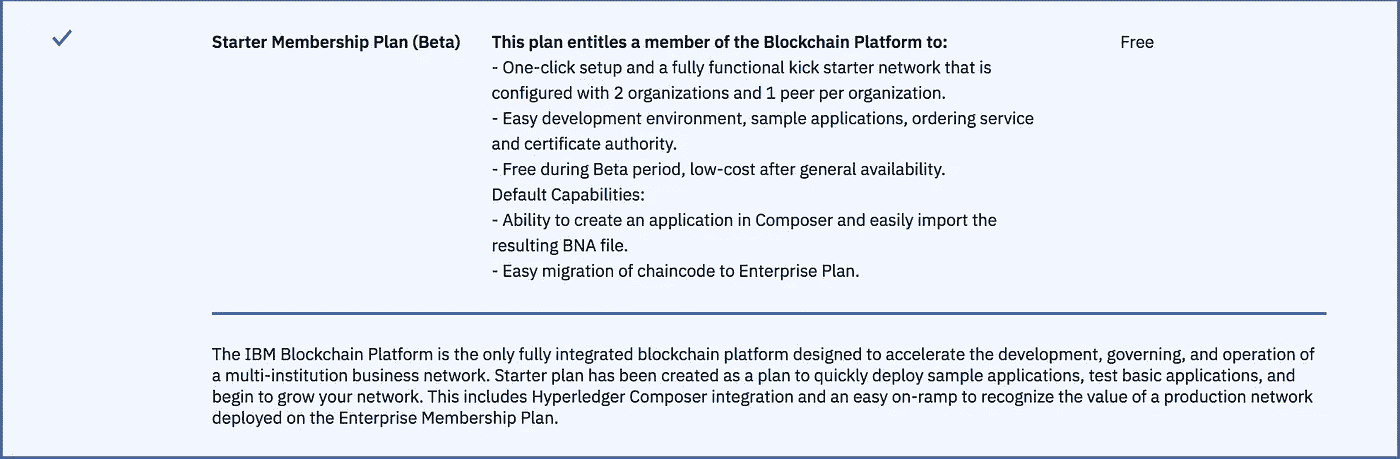 Starter Membership Plan (Beta)
This plan entitles a member of the Blockchain Platform to:
Free
- One-click setup and a fully functional kick starter network that is
configured with 2 organizations and 1 peer per organization.
- Easy development environment, sample applications, ordering service
and certificate authority.
- Free during Beta period, low-cost after general availability.
Default Capabilities:
- Ability to create an application in Composer and easily import the
resulting BNA file.
- Easy migration of chaincode to Enterprise Plan.
The IBM Blockchain Platform is the only fully integrated blockchain platform designed to accelerate the development, governing, and operation of
a multi-institution business network. Starter plan has been created as a plan to quickly deploy sample applications, test basic applications, and
begin to grow your network. This includes Hyperledger Composer integration and an easy on-ramp to recognize the value of a production network
deployed on the Enterprise Membership Plan.